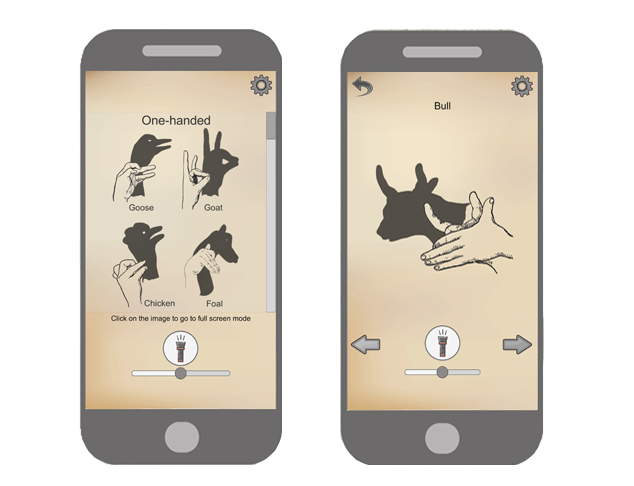 One-handed
Goose
Goat
Chicken
Foal
Click on the image to go to full screen mode
Bull